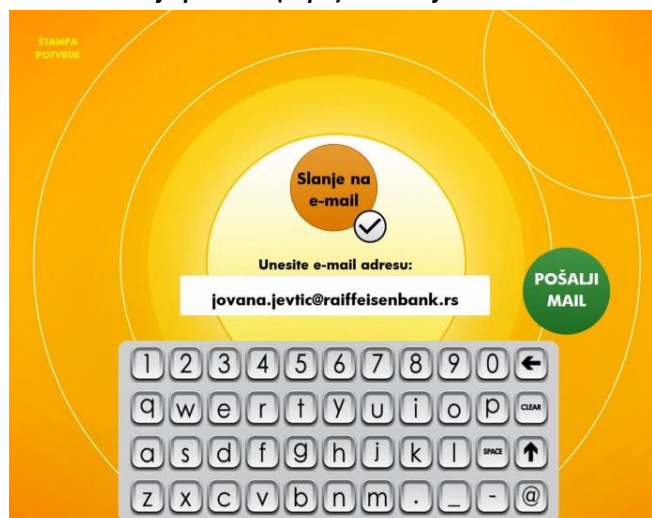 ŠTAMPA
POTVRDE
Slanje na
e-mail
Unesite e-mail adresu:
jovana.jevtic@raiffeisenbank.rs
POŠALJI
MAIL
1 2 3 4 5 6 7 8 9 0 ←
q w e r t y u i o p CLEAR
a s d f g h j k l SPACE ↑
z x c v b n m . _ - @